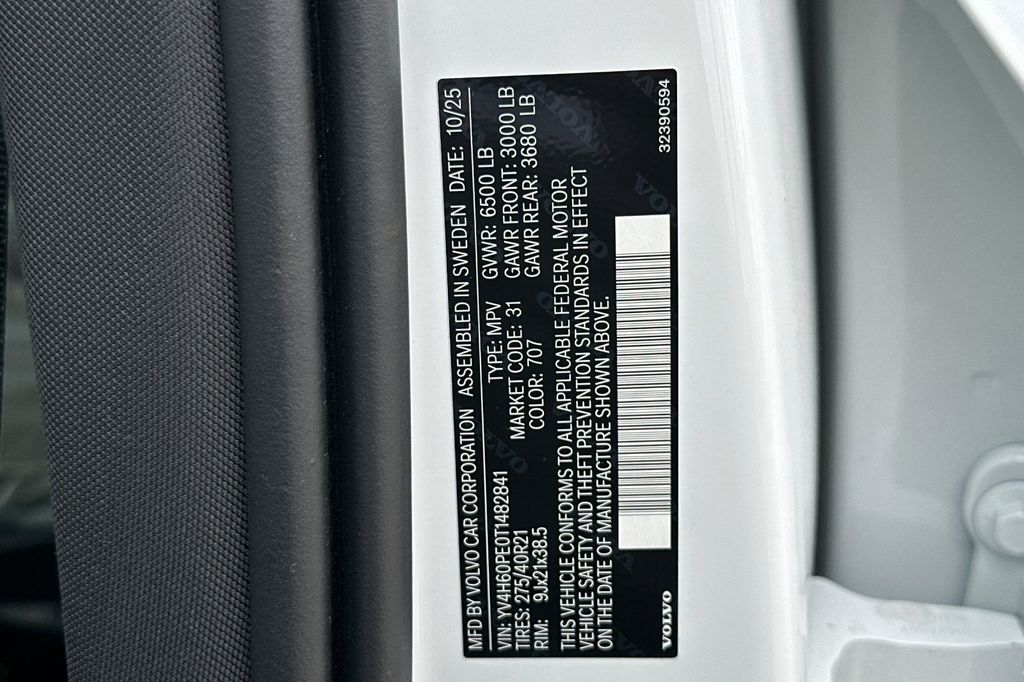 MFD BY VOLVO CAR CORPORATION ASSEMBLED IN SWEDEN DATE: 10/25
VIN: YV4H60PE0T1482841 TYPE: MPV GVWR: 6500 LB
TIRES: 275/40R21 MARKET CODE: 31 GAWR FRONT: 3000 LB
RIM: 9Jx21x38.5 COLOR: 707 GAWR REAR: 3680 LB
THIS VEHICLE CONFORMS TO ALL APPLICABLE FEDERAL MOTOR
VEHICLE SAFETY AND THEFT PREVENTION STANDARDS IN EFFECT
ON THE DATE OF MANUFACTURE SHOWN ABOVE.
VOLVO 32390594